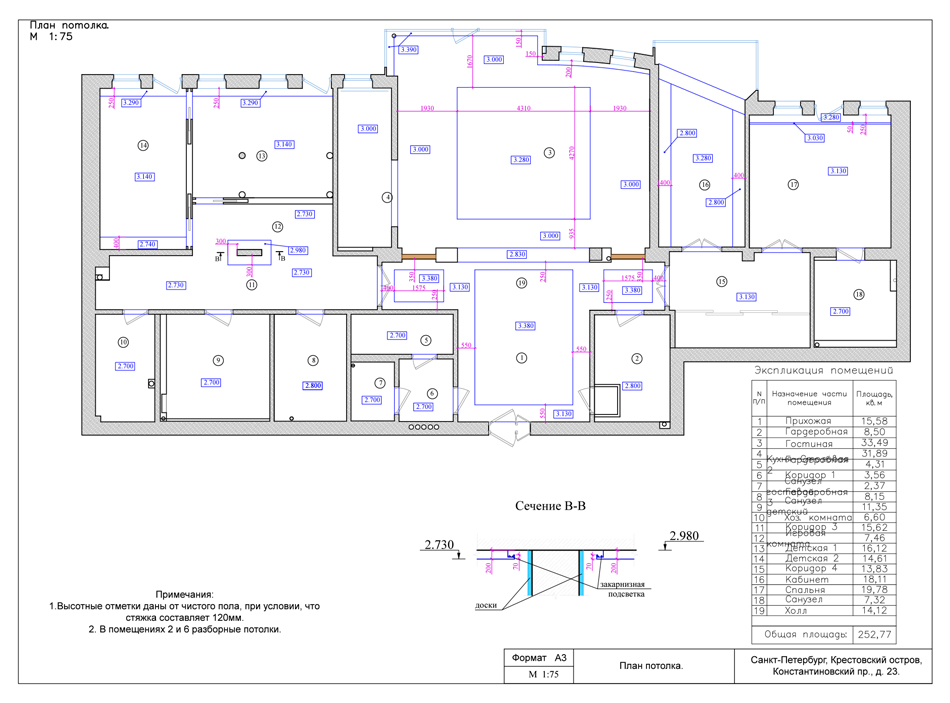 План потолка.
М 1:75
3.390
150
3.000
150
1670
200
3.290
250
3.290
250
3.000
1930
4310
1930
2.800
3.280
3.030
50
250
14
3.140
13
3.140
3.000
3
3.280
4270
3.280
3.130
400
16
400
17
3.140
4
3.000
2.800
2.730
12
935
3.000
400
2.740
300
2.980
B
B
300
2.730
2.830
250
350
3.380
1575
400
250
3.130
19
3.130
350
1575
400
3.380
250
15
3.130
18
2.730
11
2.700
10
2.700
9
2.700
8
2.800
2.700
5
7
2.700
6
2.700
3.380
550
1
550
550
3.130
2
2.800
Экспликация помещений
N п/п Назначение части помещения Площадь, кв.м
1 Прихожая 15,58
2 Гардеробная 8,50
3 Гостиная 33,49
4 31,89
5 Гардеробная 2 4,31
6 Коридор 1 3,56
7 Санузел гостевой 2,37
8 Гардеробная 3 8,15
9 Санузел детский 11,35
10 Хоз. комната 6,60
11 Коридор 3 15,62
12 Игровая комната 7,46
13 Детская 1 16,12
14 Детская 2 14,61
15 Коридор 4 13,83
16 Кабинет 18,11
17 Спальня 19,78
18 Санузел 7,32
19 Холл 14,12
Общая площадь: 252,77
Сечение В-В
2.730
2.980
200
70
70
200
закарнизная
подсветка
доски
Примечания:
1.Высотные отметки даны от чистого пола, при условии, что
стяжка составляет 120мм.
2. В помещениях 2 и 6 разборные потолки.
Формат А3
М 1:75
План потолка.
Санкт-Петербург, Крестовский остров,
Константиновский пр., д. 23.